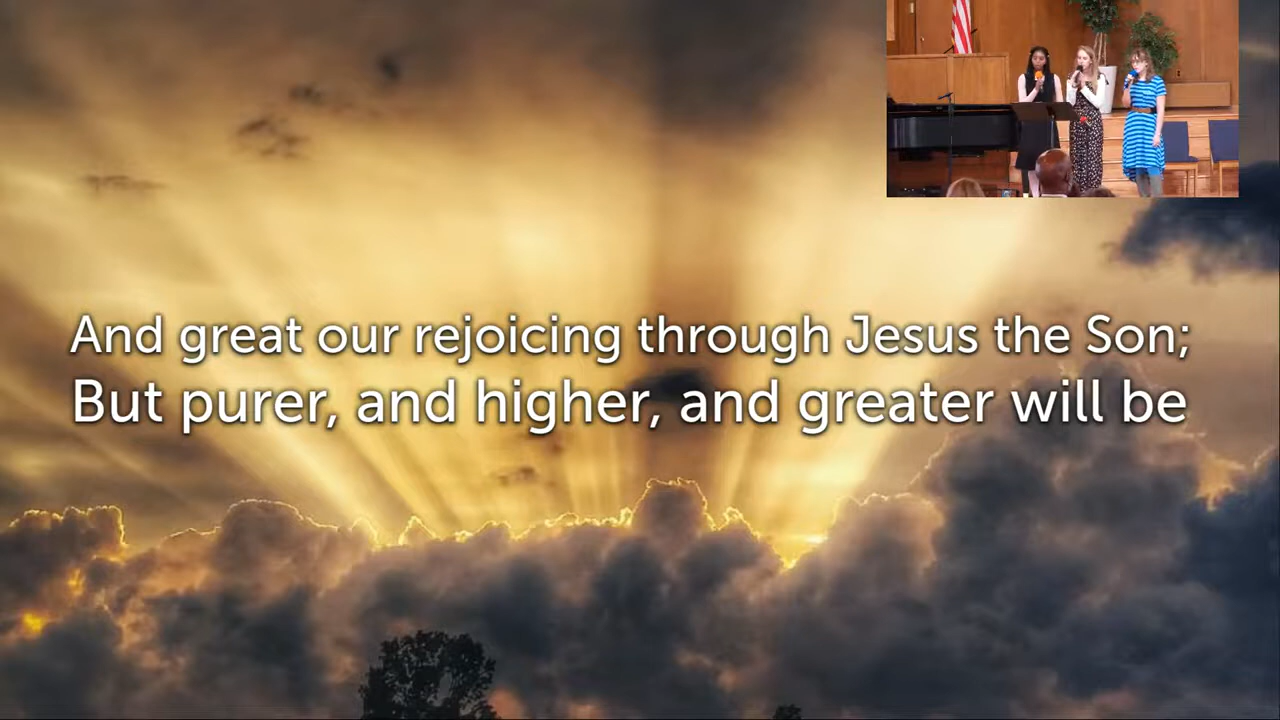 And great our rejoicing through Jesus the Son;
But purer, and higher, and greater will be